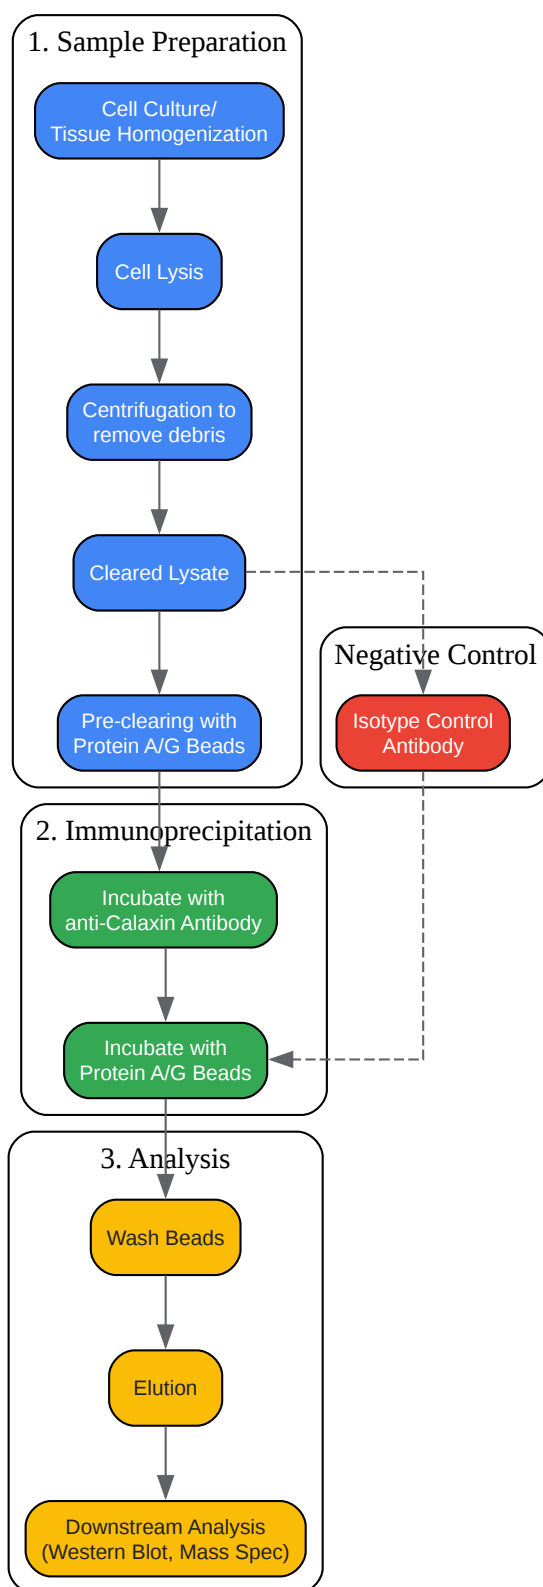 1. Sample Preparation
Cell Culture/
Tissue Homogenization
Cell Lysis
Centrifugation to
remove debris
Cleared Lysate
Pre-clearing with
Protein A/G Beads
Negative Control
Isotype Control
Antibody
2. Immunoprecipitation
Incubate with
anti-Calaxin Antibody
Incubate with
Protein A/G Beads
3. Analysis
Wash Beads
Elution
Downstream Analysis
(Western Blot, Mass Spec)